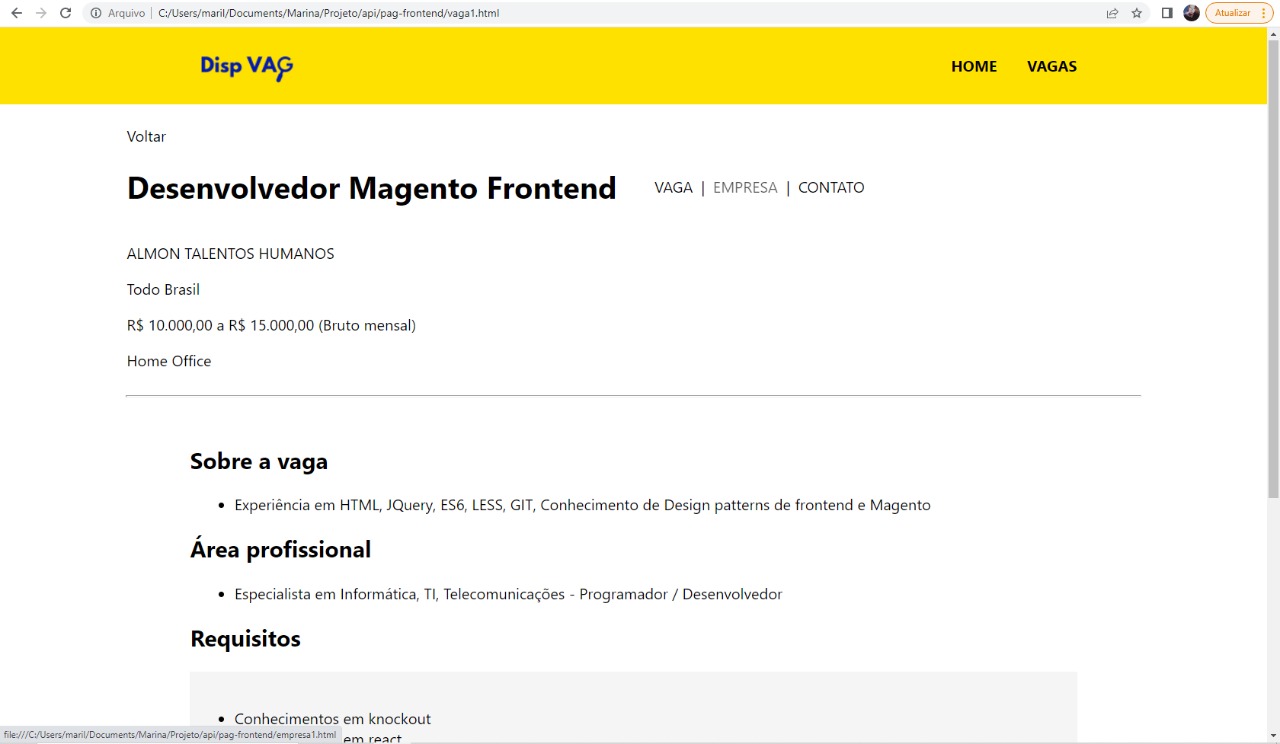 Arquivo | C:/Users/maril/Documents/Marina/Projeto/api/pag-frontend/vaga1.html
Atualizar
Disp VAG
HOME VAGAS
Voltar
Desenvolvedor Magento Frontend
VAGA | EMPRESA | CONTATO
ALMON TALENTOS HUMANOS
Todo Brasil
R$ 10.000,00 a R$ 15.000,00 (Bruto mensal)
Home Office
Sobre a vaga
• Experiência em HTML, JQuery, ES6, LESS, GIT, Conhecimento de Design patterns de frontend e Magento
Área profissional
• Especialista em Informática, TI, Telecomunicações - Programador / Desenvolvedor
Requisitos
• Conhecimentos em knockout
em react
file:///C:/Users/maril/Documents/Marina/Projeto/api/pag-frontend/empresa1.html